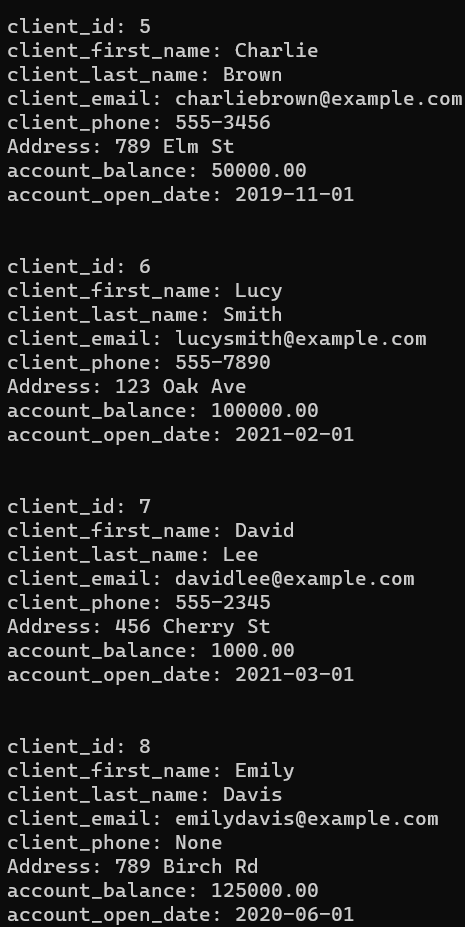 client_id: 5
client_first_name: Charlie
client_last_name: Brown
client_email: charliebrown@example.com
client_phone: 555-3456
Address: 789 Elm St
account_balance: 50000.00
account_open_date: 2019-11-01
client_id: 6
client_first_name: Lucy
client_last_name: Smith
client_email: lucysmith@example.com
client_phone: 555-7890
Address: 123 Oak Ave
account_balance: 100000.00
account_open_date: 2021-02-01
client_id: 7
client_first_name: David
client_last_name: Lee
client_email: davidlee@example.com
client_phone: 555-2345
Address: 456 Cherry St
account_balance: 1000.00
account_open_date: 2021-03-01
client_id: 8
client_first_name: Emily
client_last_name: Davis
client_email: emilydavis@example.com
client_phone: None
Address: 789 Birch Rd
account_balance: 125000.00
account_open_date: 2020-06-01